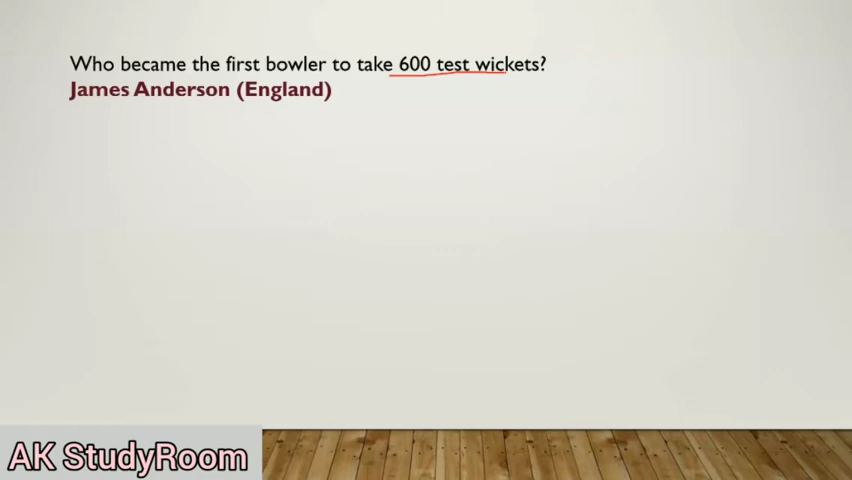 Who became the first bowler to take 600 test wickets?
James Anderson (England)
AK StudyRoom